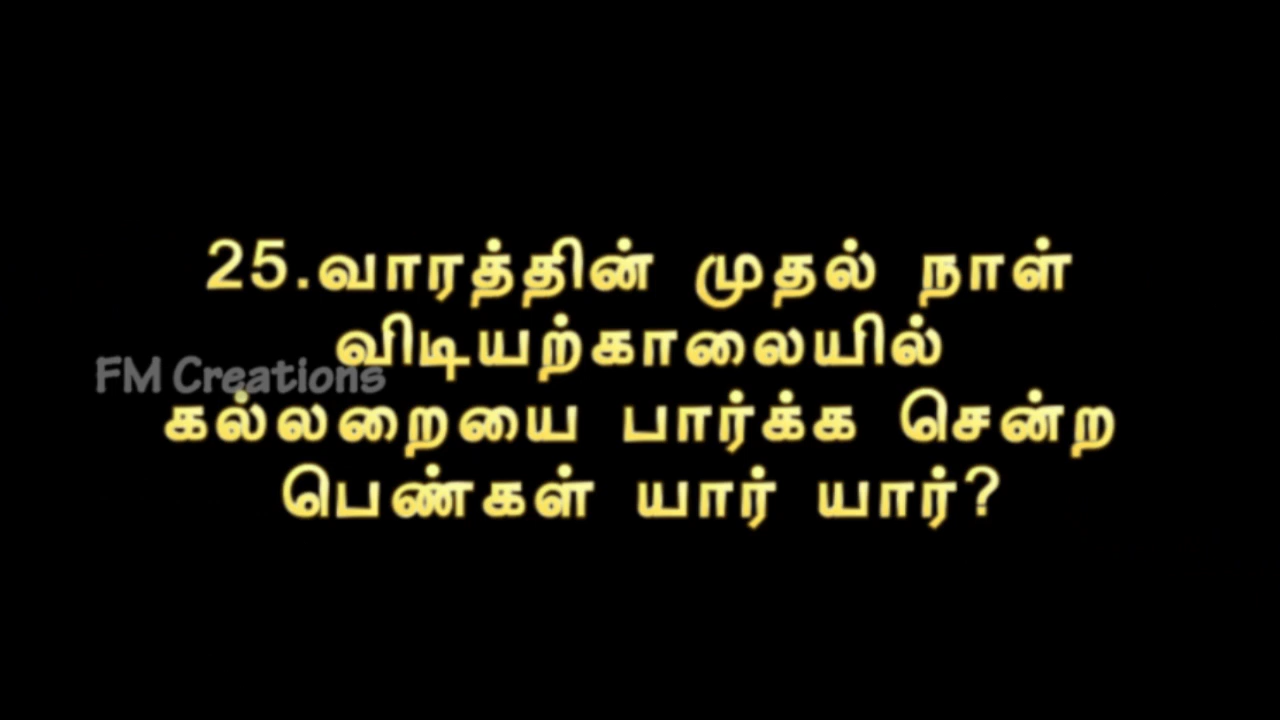 25.வாரத்தின் முதல் நாள்
விடியற்காலையில்
FM Creations
கல்லறையை பார்க்க சென்ற
பெண்கள் யார் யார்?